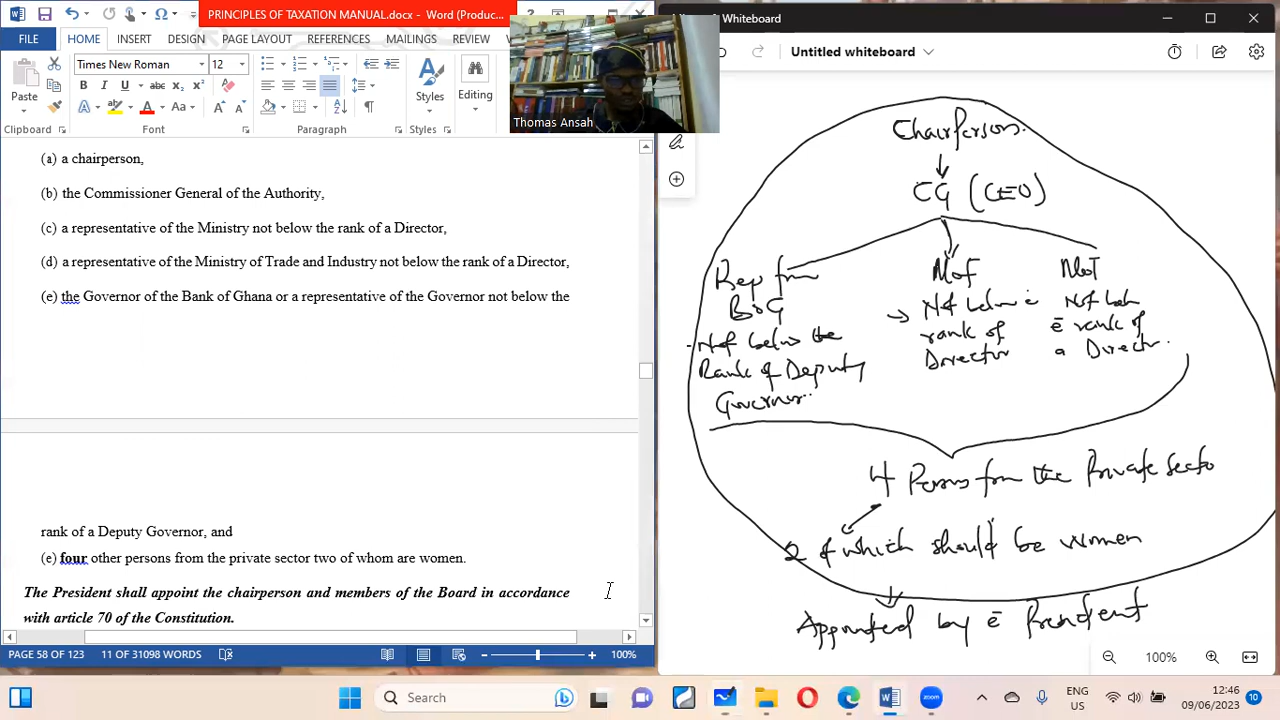 PRINCIPLES OF TAXATION MANUAL.docx - Word (Produc...
FILE
HOME
INSERT
DESIGN
PAGE LAYOUT
REFERENCES
MAILINGS
REVIEW
Paste
Times New Roman
12
B I U abc X₂ X²
A Aa
Styles
Editing
Clipboard
Font
Paragraph
Styles
Thomas Ansah
(a) a chairperson,
(b) the Commissioner General of the Authority,
(c) a representative of the Ministry not below the rank of a Director,
(d) a representative of the Ministry of Trade and Industry not below the rank of a Director,
(e) the Governor of the Bank of Ghana or a representative of the Governor not below the
rank of a Deputy Governor, and
(e) four other persons from the private sector two of whom are women.
The President shall appoint the chairperson and members of the Board in accordance
with article 70 of the Constitution.
PAGE 58 OF 123
11 OF 31098 WORDS
100%
Whiteboard
Untitled whiteboard
Chairperson.
CG (CEO)
Rep from
BoG
- Not below the
Rank of Deputy
Governor..
MoF
→ Not below ē
rank of
Director
MoT
Not below
ē rank of
a Director.
4 Persons from the Private Sector
2 of which should be women
Appointed by ē President
100%
Search
ENG
US
12:46
09/06/2023
10